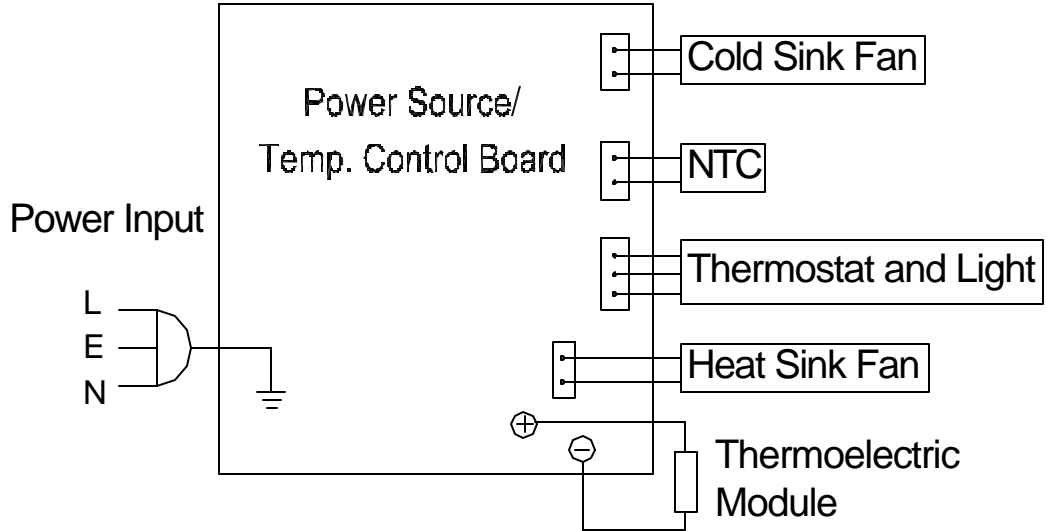 Cold Sink Fan
Power Source/
Temp. Control Board
NTC
Power Input
Thermostat and Light
L
E
N
Heat Sink Fan
+
−
Thermoelectric
Module